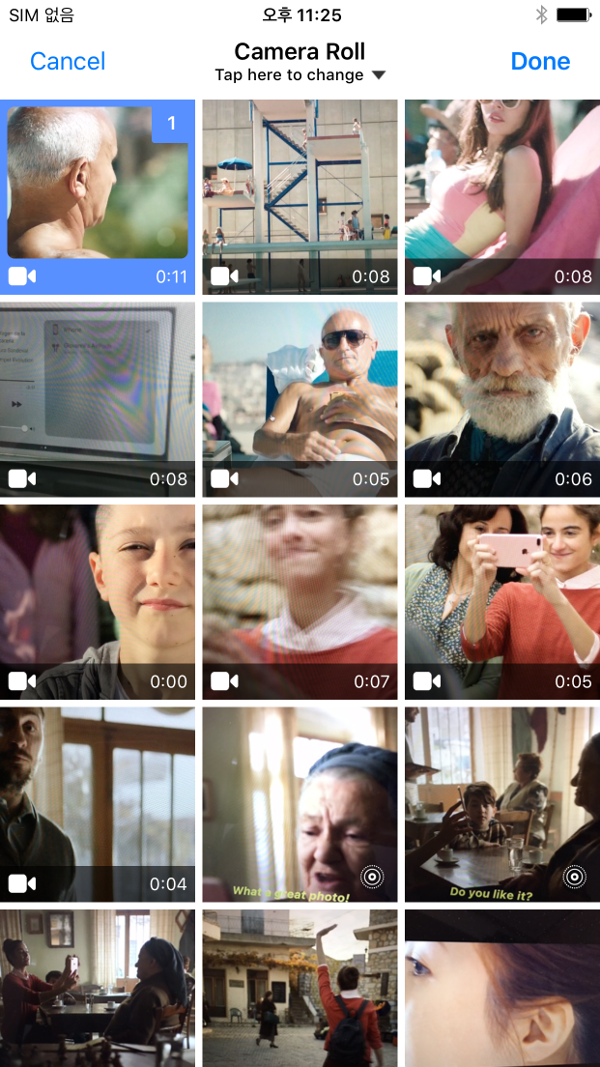 SIM 없음
오후 11:25
Cancel
Camera Roll
Done
Tap here to change
1
0:11
0:08
0:08
0:08
0:05
0:06
0:00
0:07
0:05
0:04
What a great photo!
Do you like it?